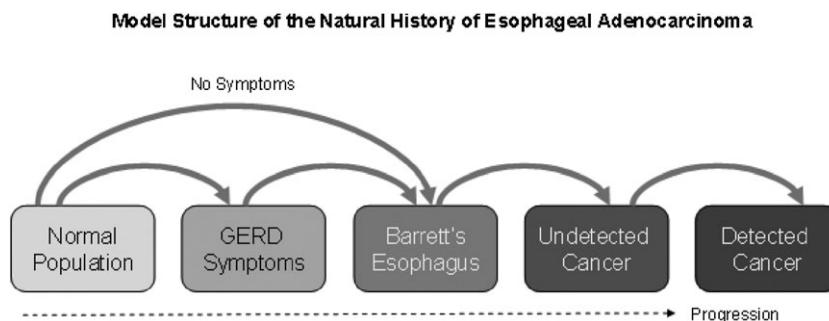 Model Structure of the Natural History of Esophageal Adenocarcinoma
No Symptoms
Normal
Population
GERD
Symptoms
Barrett's
Esophagus
Undetected
Cancer
Detected
Cancer
Progression